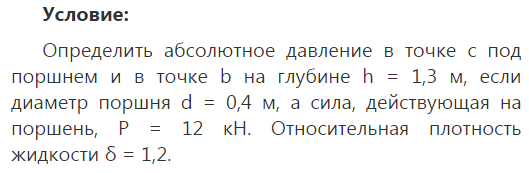 Условие:
Определить абсолютное давление в точке с под
поршнем и в точке b на глубине h = 1,3 м, если
диаметр поршня d = 0,4 м, а сила, действующая на
поршень, P = 12 кН. Относительная плотность
жидкости δ = 1,2.